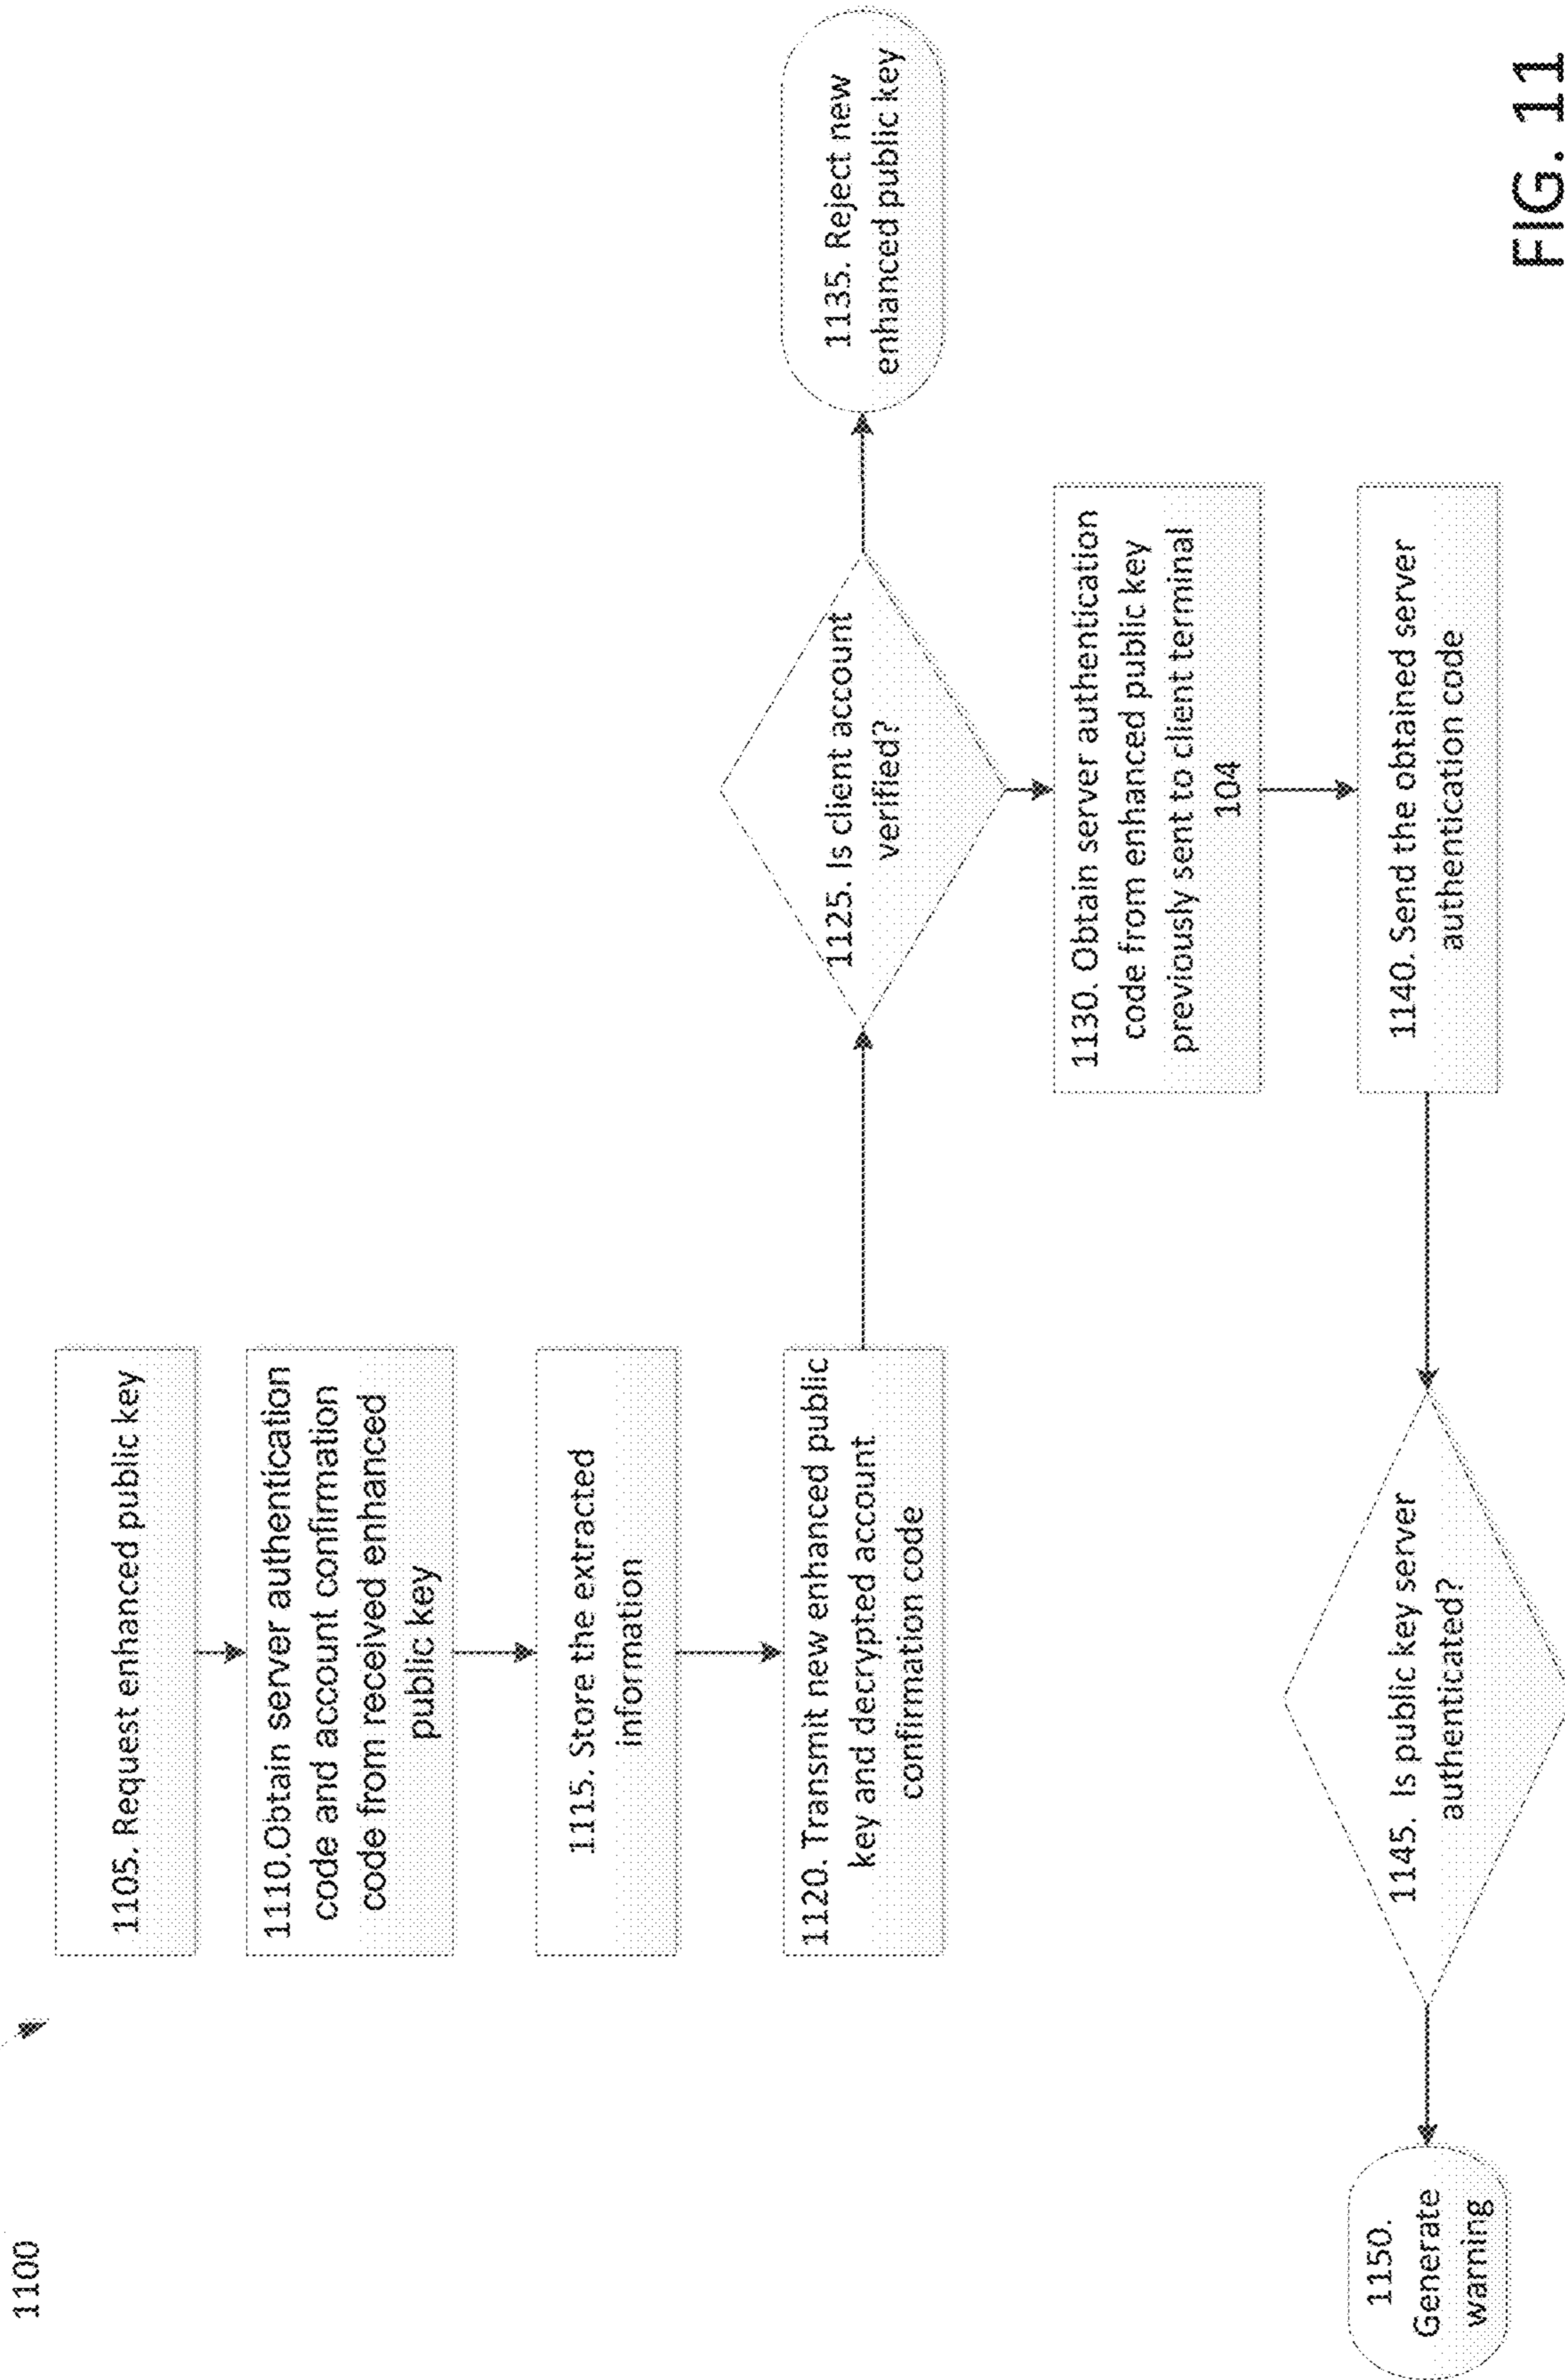 1100
1105. Request enhanced public key
1110.Obtain server authentication
code and account confirmation
code from received enhanced
public key
1115. Store the extracted
information
1120. Transmit new enhanced public
key and decrypted account
confirmation code
1125. Is client account
verified?
1135. Reject new
enhanced public key
1130. Obtain server authentication
code from enhanced public key
previously sent to client terminal
104
1140. Send the obtained server
authentication code
1145. Is public key server
authenticated?
1150.
Generate
warning
FIG. 11